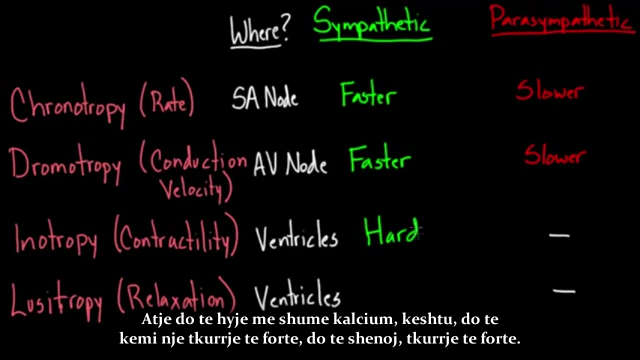 Where? Sympathetic Parasympathetic
Chronotropy (Rate) SA Node Faster Slower
Dromotropy (Conduction Velocity) AV Node Faster Slower
Inotropy (Contractility) Ventricles Hard —
Lusitropy (Relaxation) Ventricles —
Atje do te hyje me shume kalcium, keshtu, do te
kemi nje tkurrje te forte, do te shenoj, tkurrje te forte.